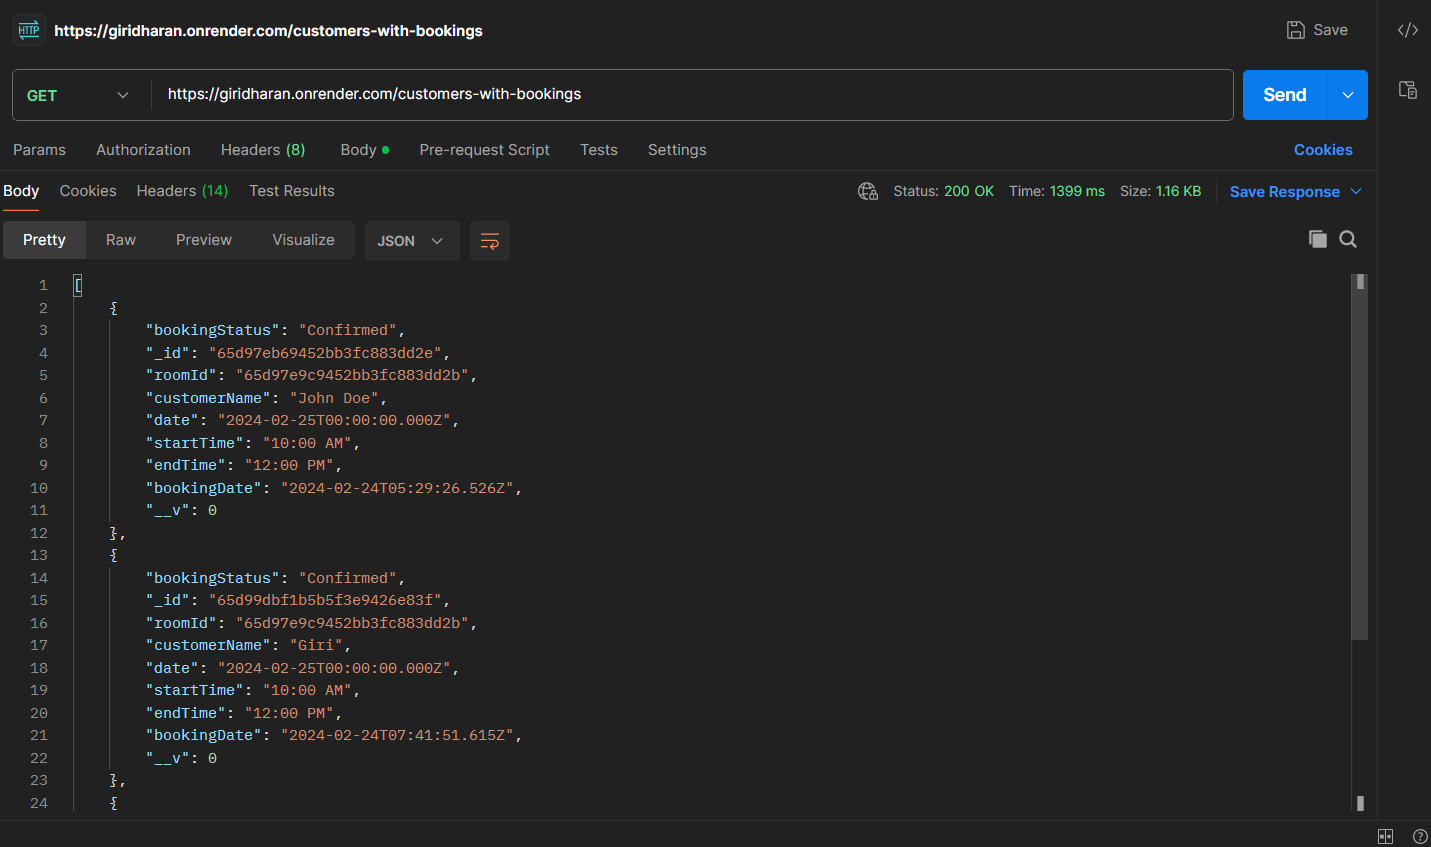 HTTP https://giridharan.onrender.com/customers-with-bookings Save
GET https://giridharan.onrender.com/customers-with-bookings Send
Params Authorization Headers (8) Body Pre-request Script Tests Settings Cookies
Body Cookies Headers (14) Test Results Status: 200 OK Time: 1399 ms Size: 1.16 KB Save Response
Pretty Raw Preview Visualize JSON
1 [
2 {
3 "bookingStatus": "Confirmed",
4 "_id": "65d97eb69452bb3fc883dd2e",
5 "roomId": "65d97e9c9452bb3fc883dd2b",
6 "customerName": "John Doe",
7 "date": "2024-02-25T00:00:00.000Z",
8 "startTime": "10:00 AM",
9 "endTime": "12:00 PM",
10 "bookingDate": "2024-02-24T05:29:26.526Z",
11 "__v": 0
12 },
13 {
14 "bookingStatus": "Confirmed",
15 "_id": "65d99dbf1b5b5f3e9426e83f",
16 "roomId": "65d97e9c9452bb3fc883dd2b",
17 "customerName": "Giri",
18 "date": "2024-02-25T00:00:00.000Z",
19 "startTime": "10:00 AM",
20 "endTime": "12:00 PM",
21 "bookingDate": "2024-02-24T07:41:51.615Z",
22 "__v": 0
23 },
24 {